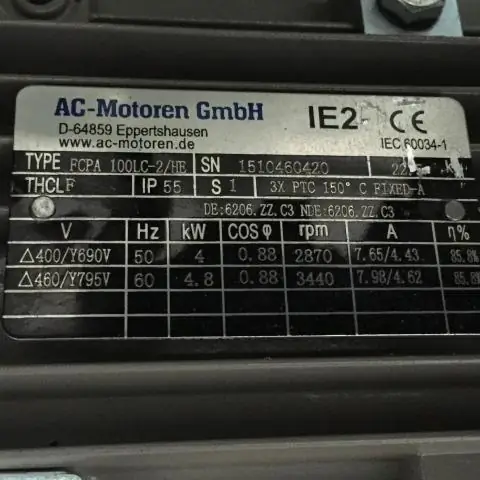 AC-Motoren GmbH IE2- CE
D-64859 Eppertshausen
www.ac-motoren.de IEC 60034-1
TYPE FCPA 100LC-2/HE SN 1510460420
THCLF IP 55 S 1 3X PTC 150° C FIXED-A
DE:6206.ZZ.C3 NDE:6206.ZZ.C3
V Hz kW COSφ rpm A η%
△400/Y690V 50 4 0.88 2870 7.65/4.43 85.8%
△460/Y795V 60 4.8 0.88 3440 7.98/4.62 85.8%